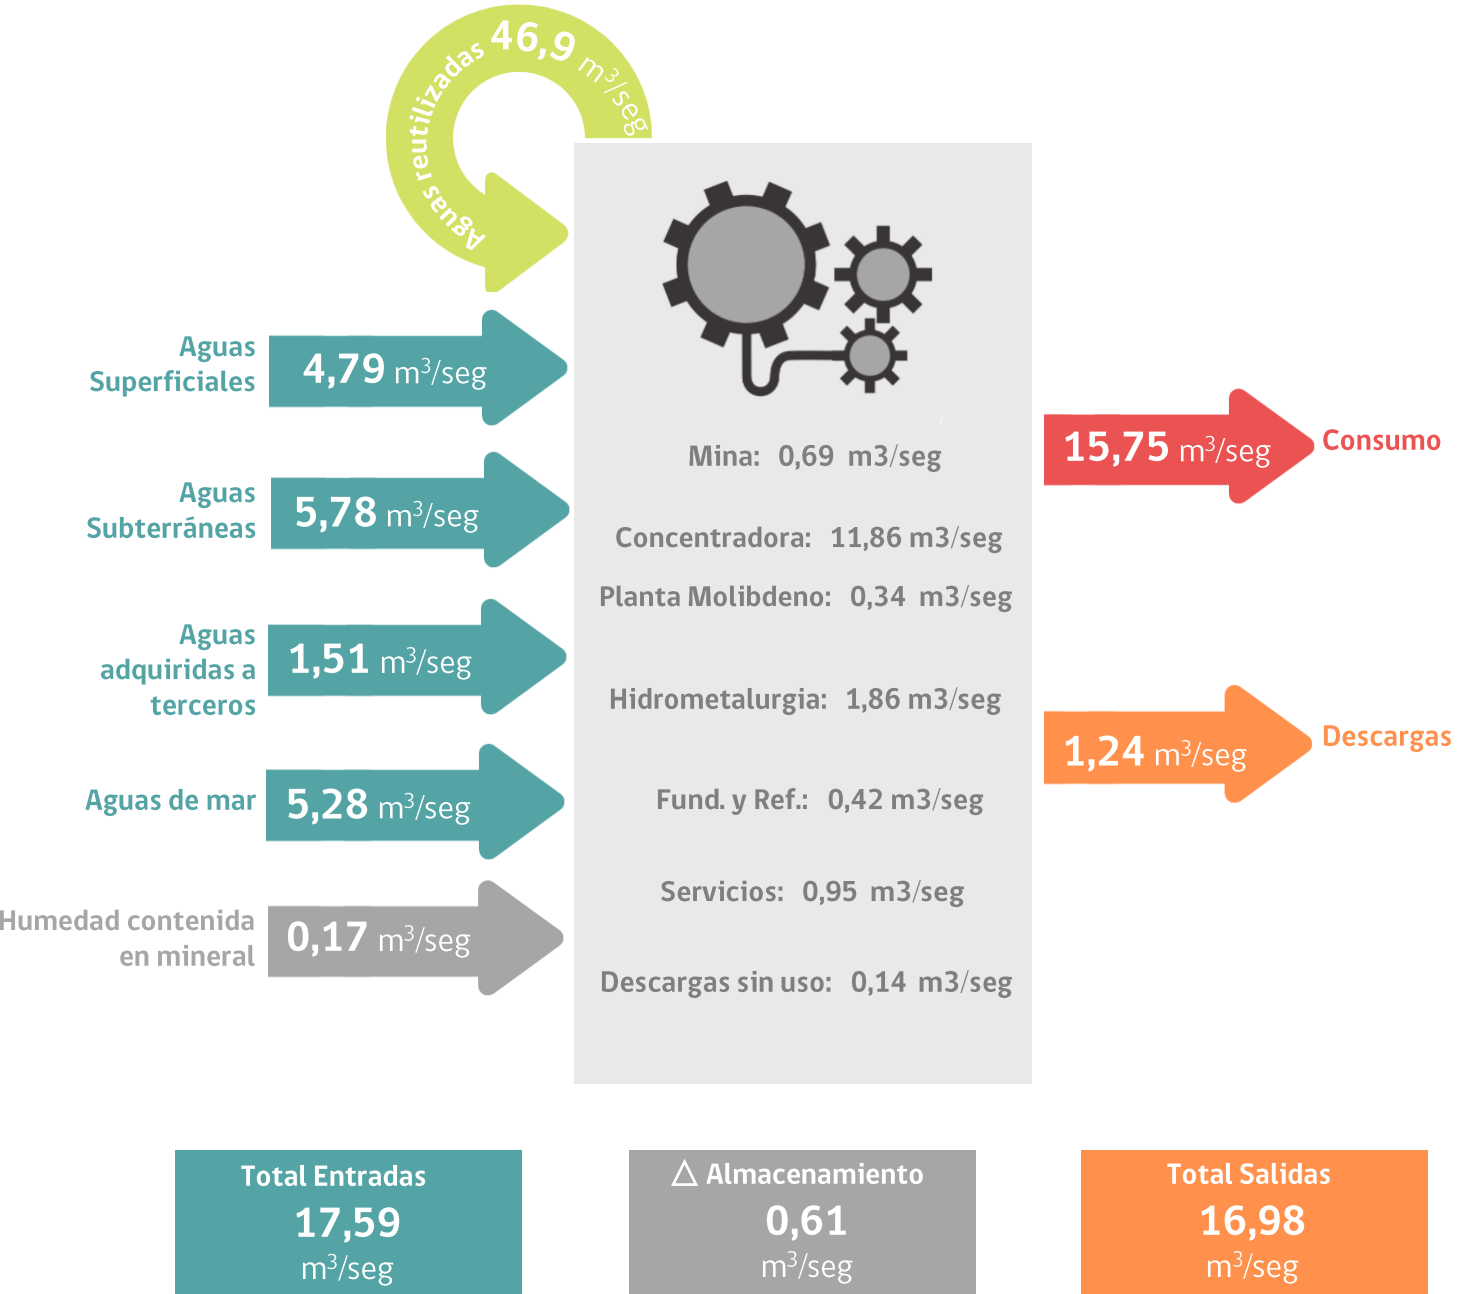 Aguas reutilizadas 46,9 m³/seg
Aguas
Superficiales
4,79 m³/seg
Aguas
Subterráneas
5,78 m³/seg
Aguas
adquiridas a
terceros
1,51 m³/seg
Aguas de mar
5,28 m³/seg
Humedad contenida
en mineral
0,17 m³/seg
Mina: 0,69 m3/seg
Concentradora: 11,86 m3/seg
Planta Molibdeno: 0,34 m3/seg
Hidrometalurgia: 1,86 m3/seg
Fund. y Ref.: 0,42 m3/seg
Servicios: 0,95 m3/seg
Descargas sin uso: 0,14 m3/seg
15,75 m³/seg
Consumo
1,24 m³/seg
Descargas
Total Entradas
17,59
m³/seg
△ Almacenamiento
0,61
m³/seg
Total Salidas
16,98
m³/seg